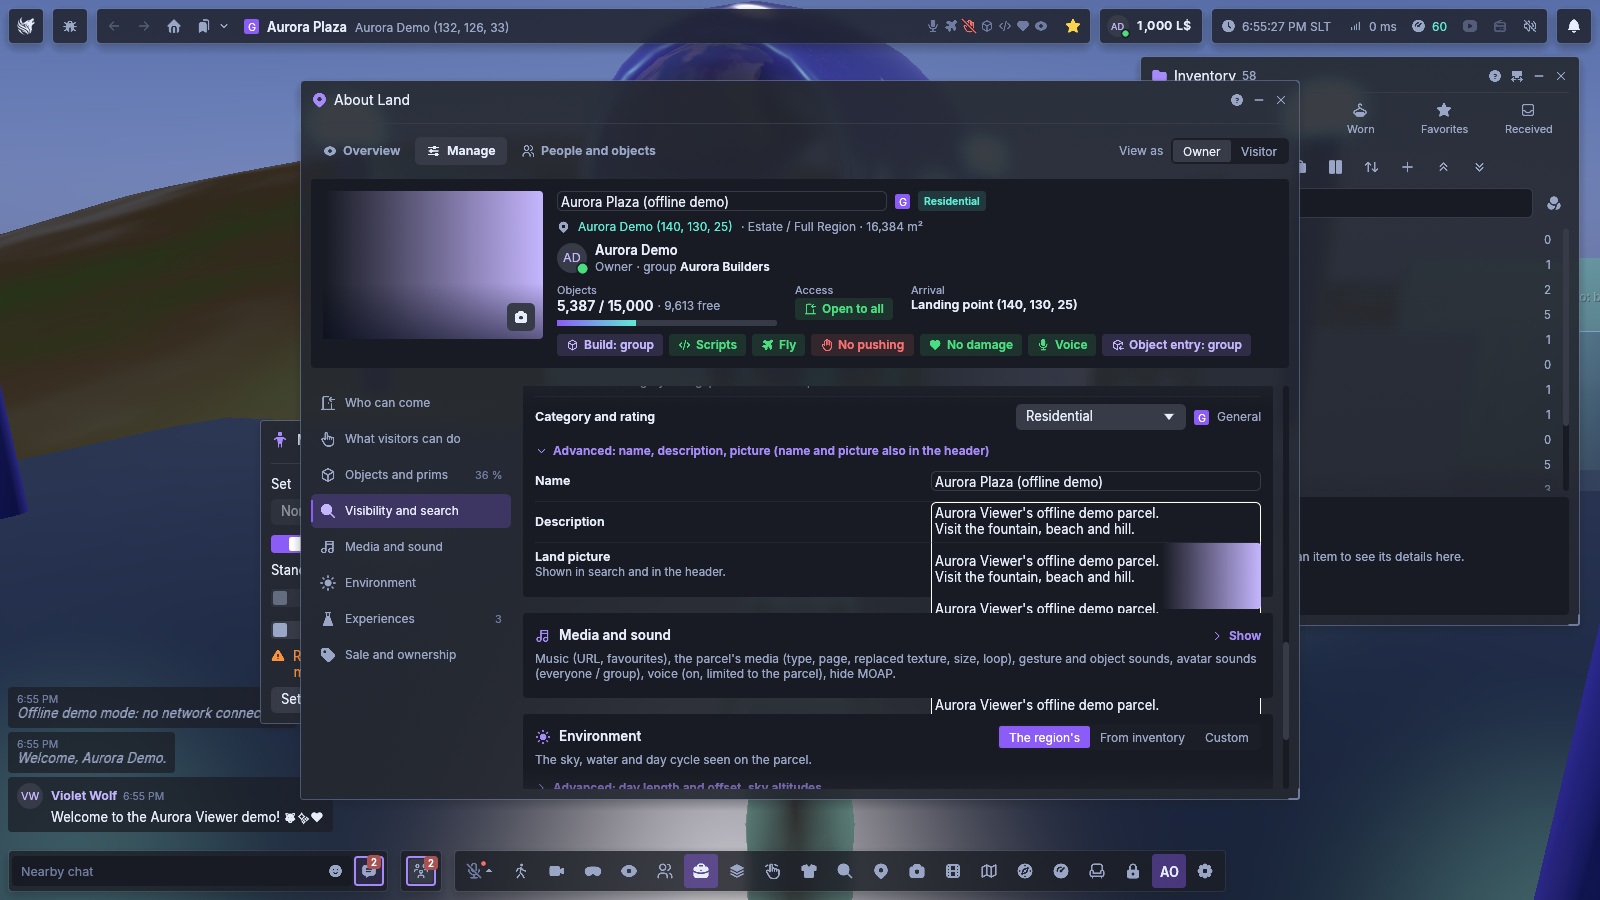 Aurora Plaza Aurora Demo (132, 126, 33)
AD 1,000 L$
6:55:27 PM SLT 0 ms 60
Inventory 58
Worn Favorites Received
0
1
2
5
1
0
1
1
0
5
an item to see its details here.
About Land
Overview Manage People and objects View as Owner Visitor
Aurora Plaza (offline demo) G Residential
Aurora Demo (140, 130, 25) · Estate / Full Region · 16,384 m²
AD Aurora Demo
Owner · group Aurora Builders
Objects Access Arrival
5,387 / 15,000 · 9,613 free Open to all Landing point (140, 130, 25)
Build: group Scripts Fly No pushing No damage Voice Object entry: group
Who can come
What visitors can do
Objects and prims 36 %
Visibility and search
Media and sound
Environment
Experiences 3
Sale and ownership
Category and rating Residential G General
Advanced: name, description, picture (name and picture also in the header)
Name Aurora Plaza (offline demo)
Description Aurora Viewer's offline demo parcel.
Visit the fountain, beach and hill.
Land picture
Shown in search and in the header.
Aurora Viewer's offline demo parcel.
Visit the fountain, beach and hill.
Aurora Viewer's offline demo parcel.
Media and sound Show
Music (URL, favourites), the parcel's media (type, page, replaced texture, size, loop), gesture and object sounds, avatar sounds
(everyone / group), voice (on, limited to the parcel), hide MOAP.
Aurora Viewer's offline demo parcel.
Environment The region's From inventory Custom
The sky, water and day cycle seen on the parcel.
Advanced: day length and offset, sky altitudes
Set
6:55 PM
Offline demo mode: no network
6:55 PM
Welcome, Aurora Demo.
VW Violet Wolf 6:55 PM
Welcome to the Aurora Viewer demo!
Nearby chat 2 2 AO